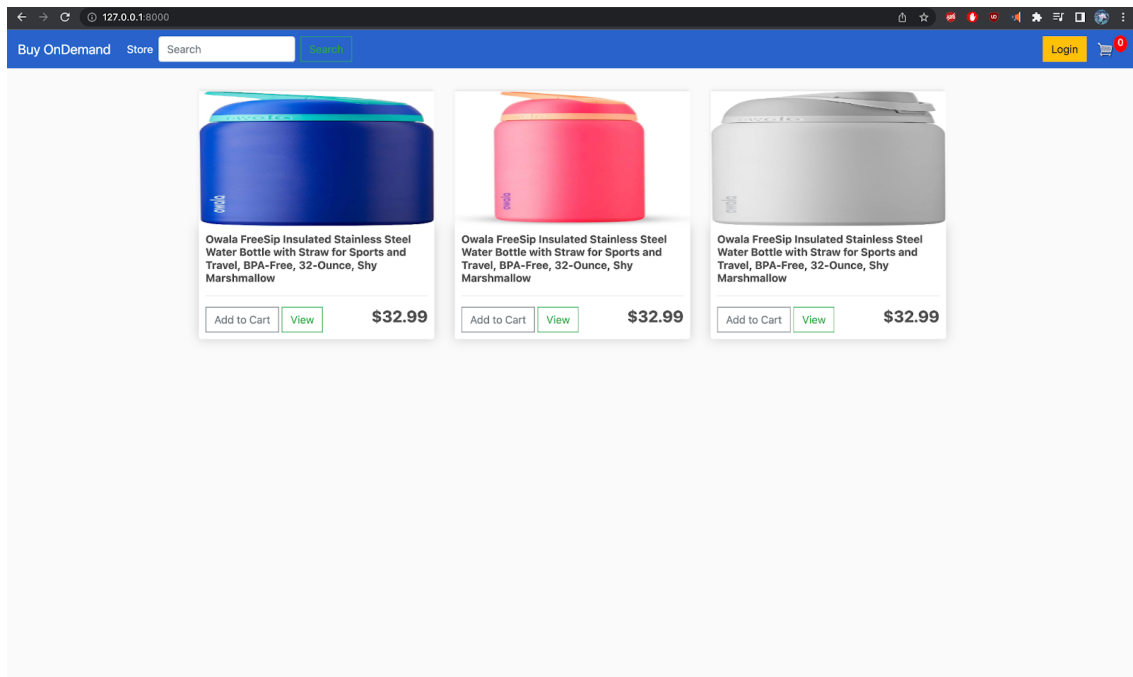 127.0.0.1:8000
Buy OnDemand Store Search Search Login 0
owala
owala
owala
owala
owala
Owala FreeSip Insulated Stainless Steel
Water Bottle with Straw for Sports and
Travel, BPA-Free, 32-Ounce, Shy
Marshmallow
Add to Cart View $32.99
Owala FreeSip Insulated Stainless Steel
Water Bottle with Straw for Sports and
Travel, BPA-Free, 32-Ounce, Shy
Marshmallow
Add to Cart View $32.99
Owala FreeSip Insulated Stainless Steel
Water Bottle with Straw for Sports and
Travel, BPA-Free, 32-Ounce, Shy
Marshmallow
Add to Cart View $32.99